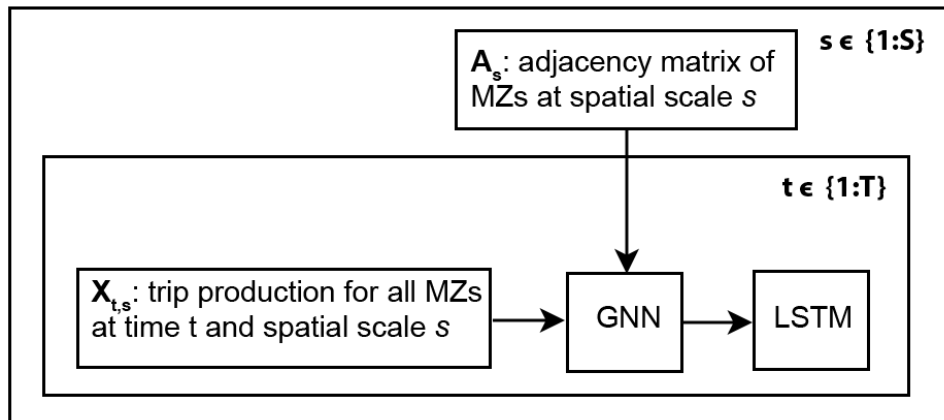 s ϵ {1:S}
A_s: adjacency matrix of
MZs at spatial scale s
t ϵ {1:T}
X_t,s: trip production for all MZs
at time t and spatial scale s
GNN
LSTM